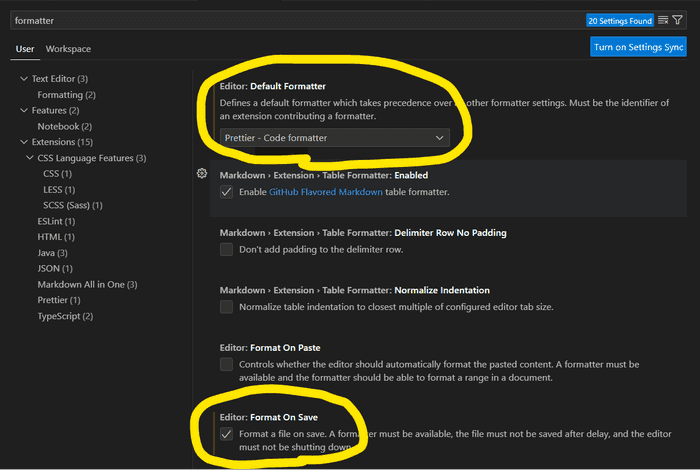 formatter
20 Settings Found
User
Workspace
Turn on Settings Sync
Text Editor (3)
Formatting (2)
Features (2)
Notebook (2)
Extensions (15)
CSS Language Features (3)
CSS (1)
LESS (1)
SCSS (Sass) (1)
ESLint (1)
HTML (1)
Java (3)
JSON (1)
Markdown All in One (3)
Prettier (1)
TypeScript (2)
Editor: Default Formatter
Defines a default formatter which takes precedence over other formatter settings. Must be the identifier of
an extension contributing a formatter.
Prettier - Code formatter
Markdown › Extension › Table Formatter: Enabled
Enable GitHub Flavored Markdown table formatter.
Markdown › Extension › Table Formatter: Delimiter Row No Padding
Don't add padding to the delimiter row.
Markdown › Extension › Table Formatter: Normalize Indentation
Normalize table indentation to closest multiple of configured editor tab size.
Editor: Format On Paste
Controls whether the editor should automatically format the pasted content. A formatter must be
available and the formatter should be able to format a range in a document.
Editor: Format On Save
Format a file on save. A formatter must be available, the file must not be saved after delay, and the editor
must not be shutting down.